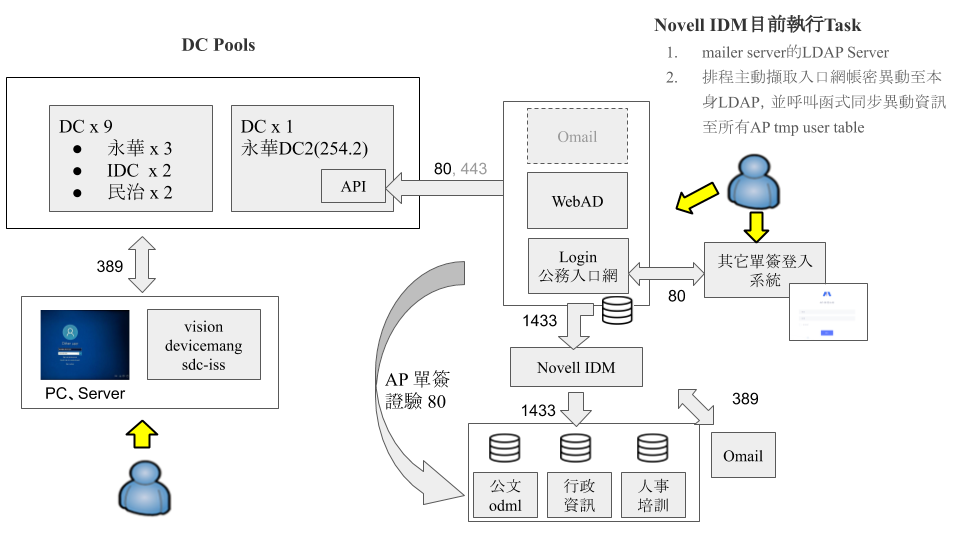 DC Pools
Novell IDM目前執行Task
1. mailer server的LDAP Server
2. 排程主動擷取入口網帳密異動至本
身LDAP, 並呼叫函式同步異動資訊
至所有AP tmp user table
DC x 9
● 永華 x 3
● IDC x 2
● 民治 x 2
DC x 1
永華DC2(254.2)
API
80, 443
Omail
WebAD
Login
公務入口網
其它單簽登入
系統
80
389
vision
devicemang
sdc-iss
PC、Server
1433
Novell IDM
AP 單簽
證驗 80
1433
389
Omail
公文
odml
行政
資訊
人事
培訓